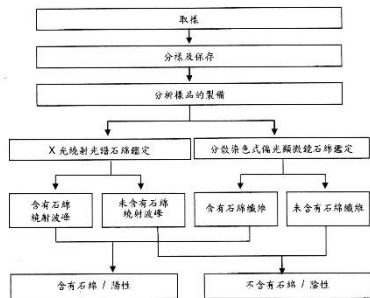 取樣
分樣及保存
分析樣品的製備
X 光繞射光譜石綿鑑定
分散染色式偏光顯微鏡石綿鑑定
含有石綿
繞射波峰
未含有石綿
繞射波峰
含有石綿纖維
未含有石綿纖維
含有石綿 / 陽性
不含有石綿 / 陰性